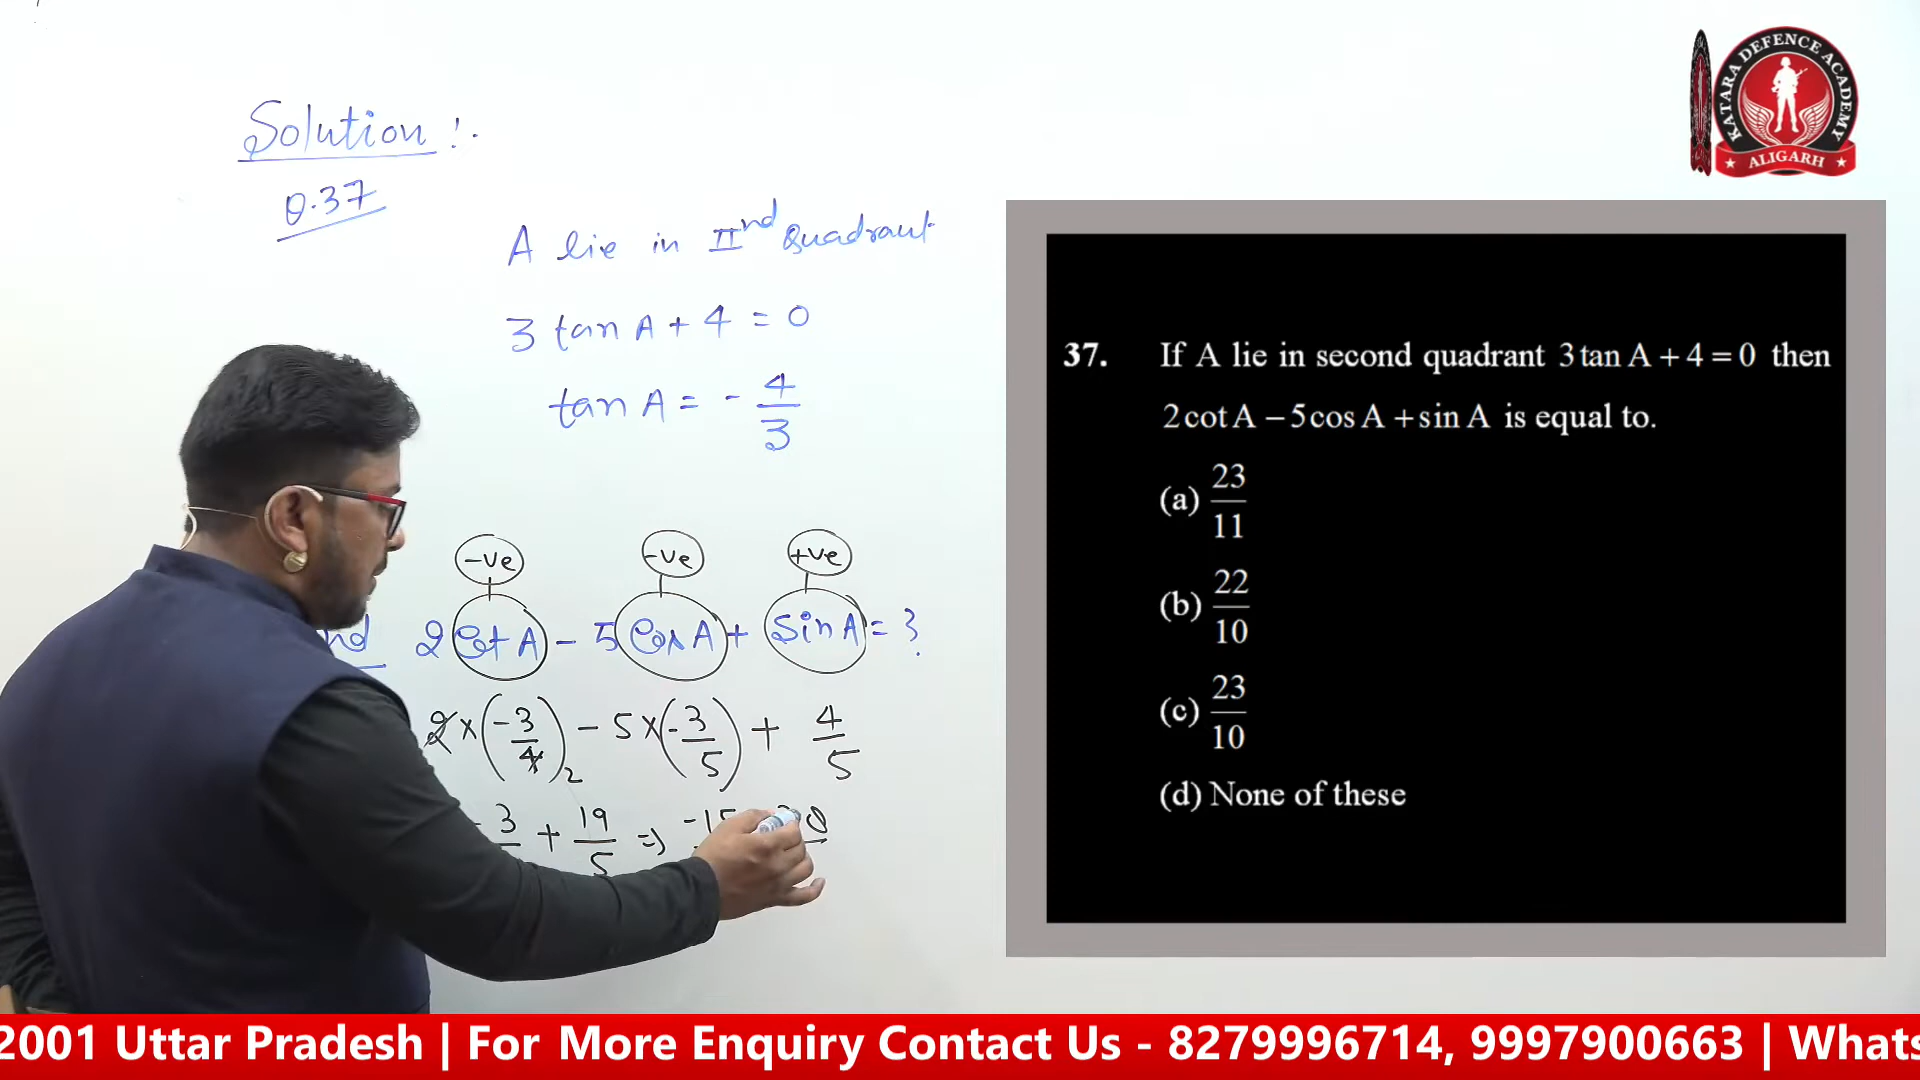 Solution :-
Q.37
A lie in IInd Quadrant
3 tan A + 4 = 0
tan A = - 4/3
-ve -ve +ve
2 Cot A - 5 Cos A + Sin A = ?
2 × (-3/4) 2 - 5 × (-3/5) + 4/5
3 + 19/5 => -15
KATARA DEFENCE ACADEMY
ALIGARH
37. If A lie in second quadrant 3 tan A + 4 = 0 then
2 cot A – 5 cos A + sin A is equal to.
(a) 23/11
(b) 22/10
(c) 23/10
(d) None of these
2001 Uttar Pradesh | For More Enquiry Contact Us - 8279996714, 9997900663 | Whats